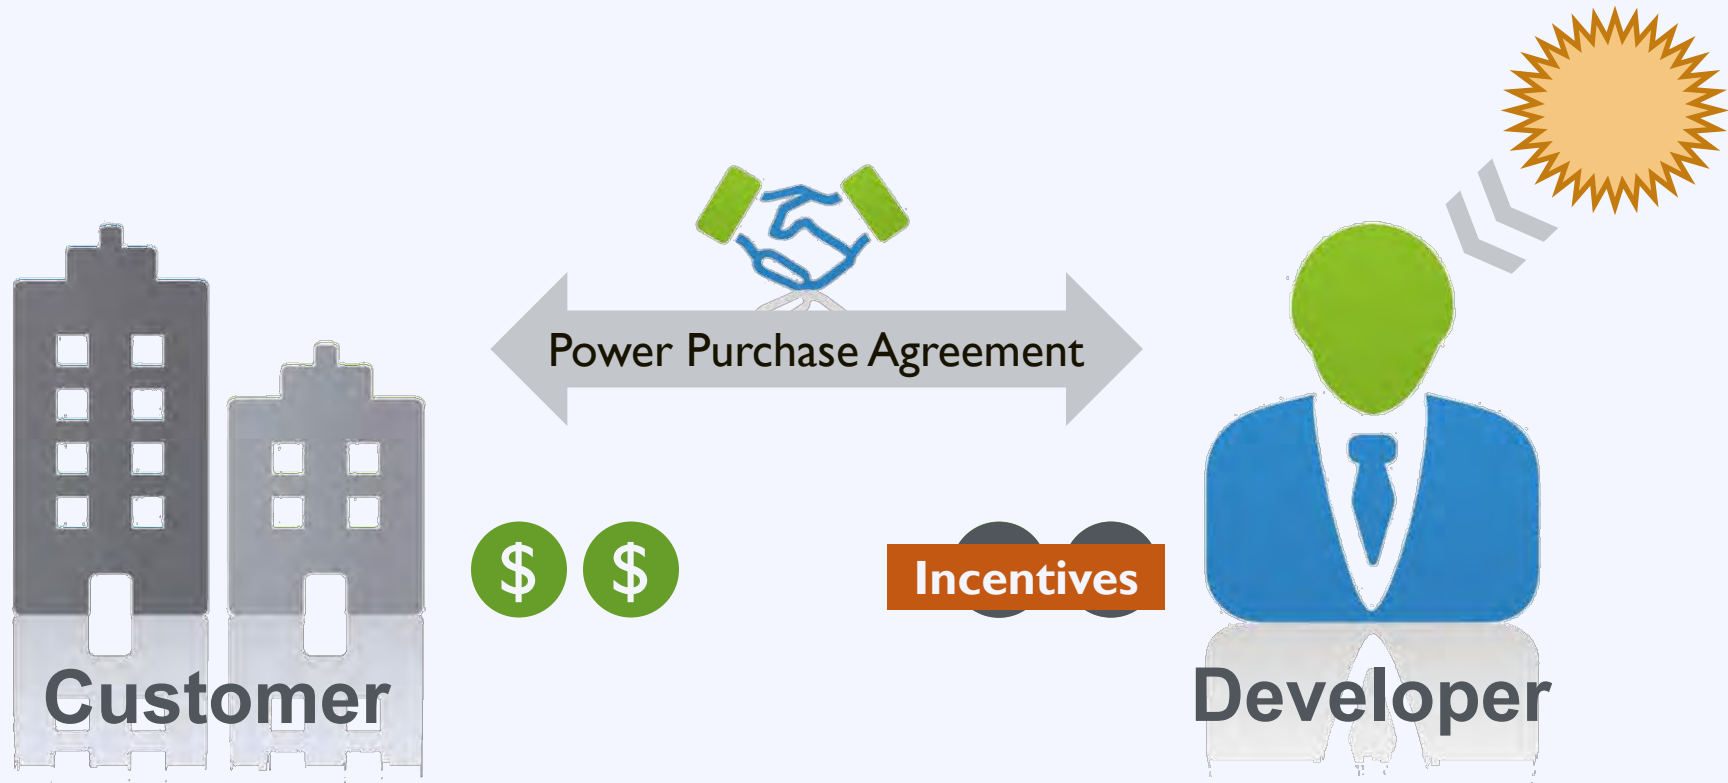 Power Purchase Agreement
$ $
Incentives
Customer
Developer